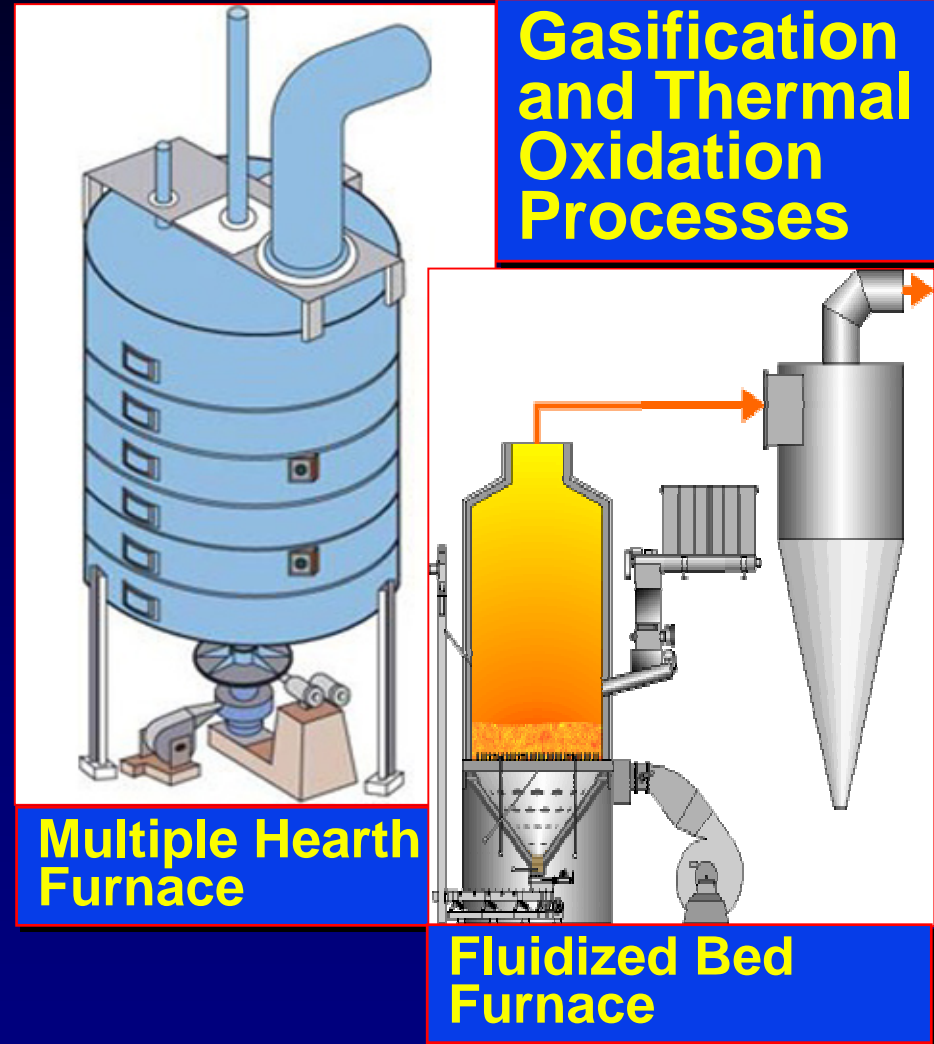 Gasification
and Thermal
Oxidation
Processes
Multiple Hearth
Furnace
Fluidized Bed
Furnace